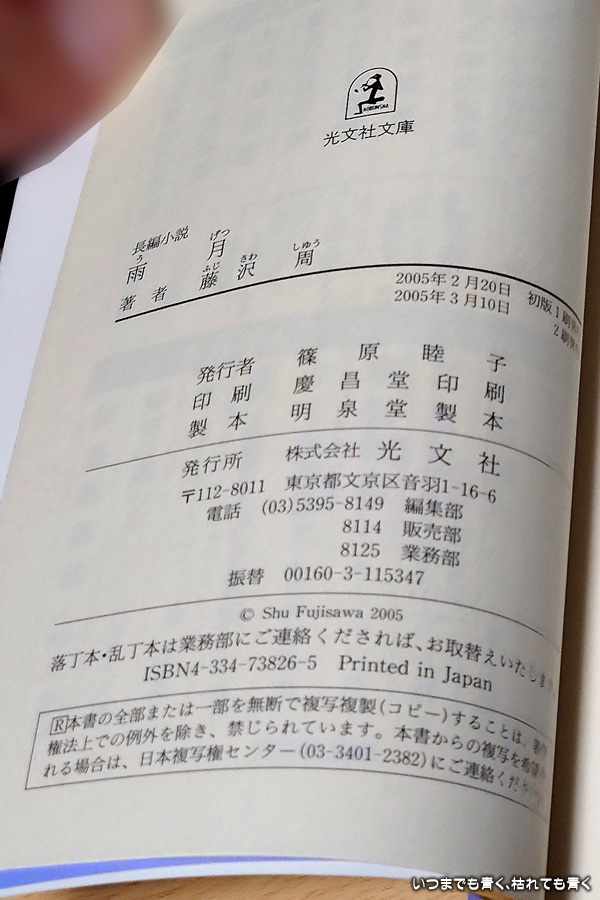 KOBUNSHA
光文社文庫
長編小説
う げつ
雨 月
ふじ さわ しゅう
著者 藤沢 周
2005年2月20日 初版1刷
2005年3月10日 2刷
発行者 篠原睦子
印刷 慶昌堂印刷
製本 明泉堂製本
発行所 株式会社 光文社
〒112-8011 東京都文京区音羽1-16-6
電話 (03)5395-8149 編集部
8114 販売部
8125 業務部
振替 00160-3-115347
© Shu Fujisawa 2005
落丁本・乱丁本は業務部にご連絡くだされば、お取替えいたします
ISBN4-334-73826-5 Printed in Japan
R本書の全部または一部を無断で複写複製(コピー)することは、著作
権法上での例外を除き、禁じられています。本書からの複写を希望
れる場合は、日本複写権センター(03-3401-2382)にご連絡くだ
いつまでも青く、枯れても青く